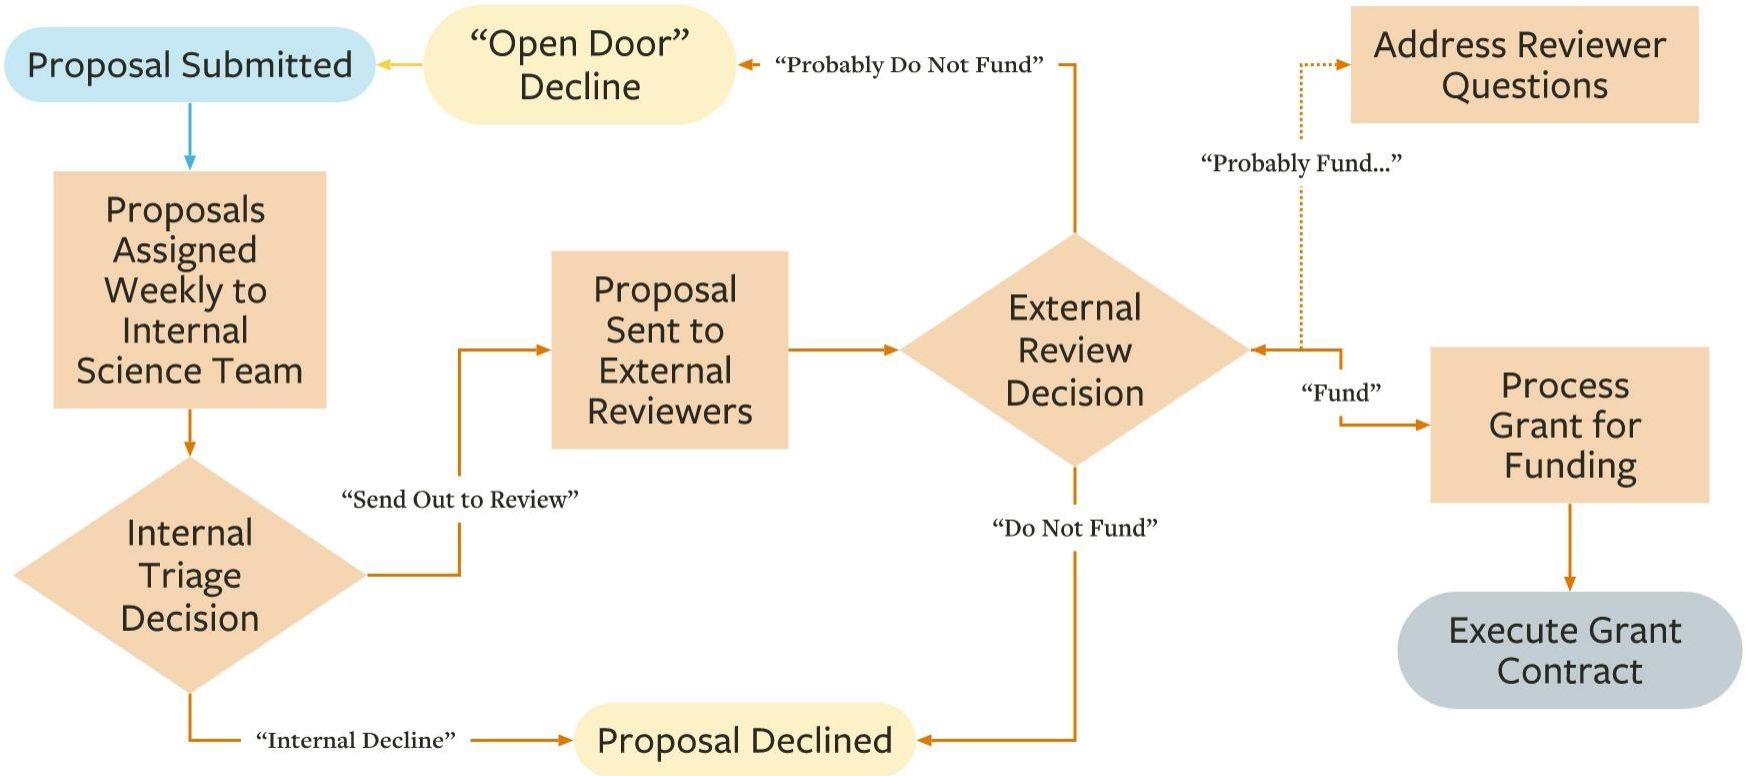 Proposal Submitted
“Open Door”
Decline
“Probably Do Not Fund”
Address Reviewer
Questions
“Probably Fund...”
Proposals
Assigned
Weekly to
Internal
Science Team
Proposal
Sent to
External
Reviewers
External
Review
Decision
“Fund”
Process
Grant for
Funding
“Send Out to Review”
“Do Not Fund”
Internal
Triage
Decision
Execute Grant
Contract
“Internal Decline”
Proposal Declined